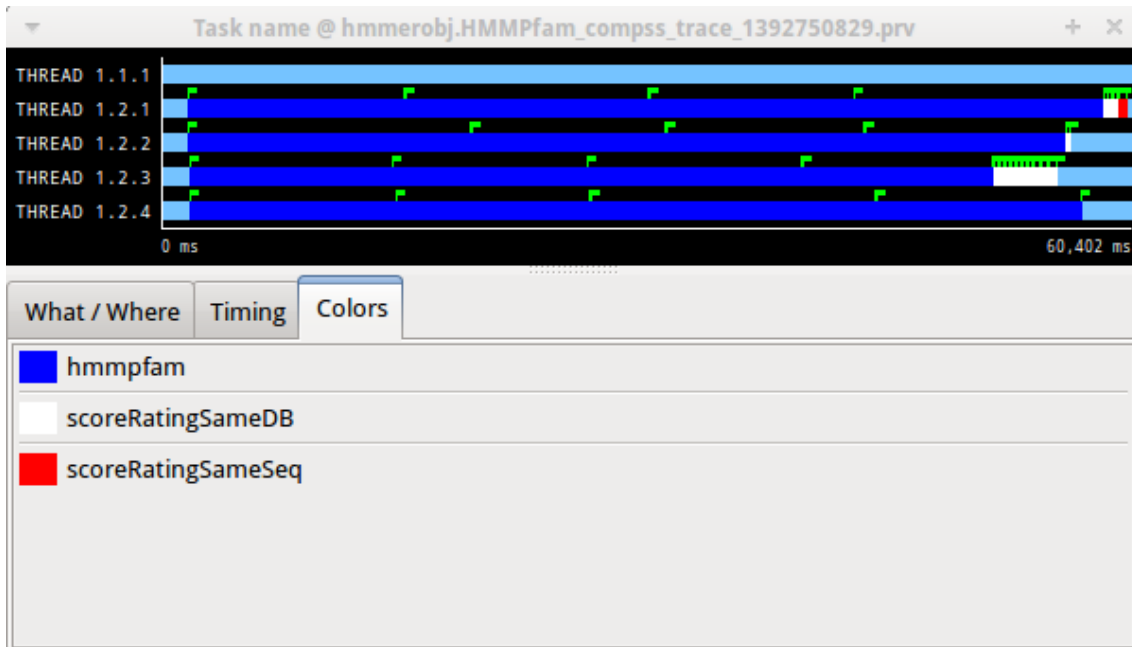 Task name @ hmmerobj.HMMPfam_compss_trace_1392750829.prv
THREAD 1.1.1
THREAD 1.2.1
THREAD 1.2.2
THREAD 1.2.3
THREAD 1.2.4
0 ms 60,402 ms
What / Where Timing Colors
hmmpfam
scoreRatingSameDB
scoreRatingSameSeq